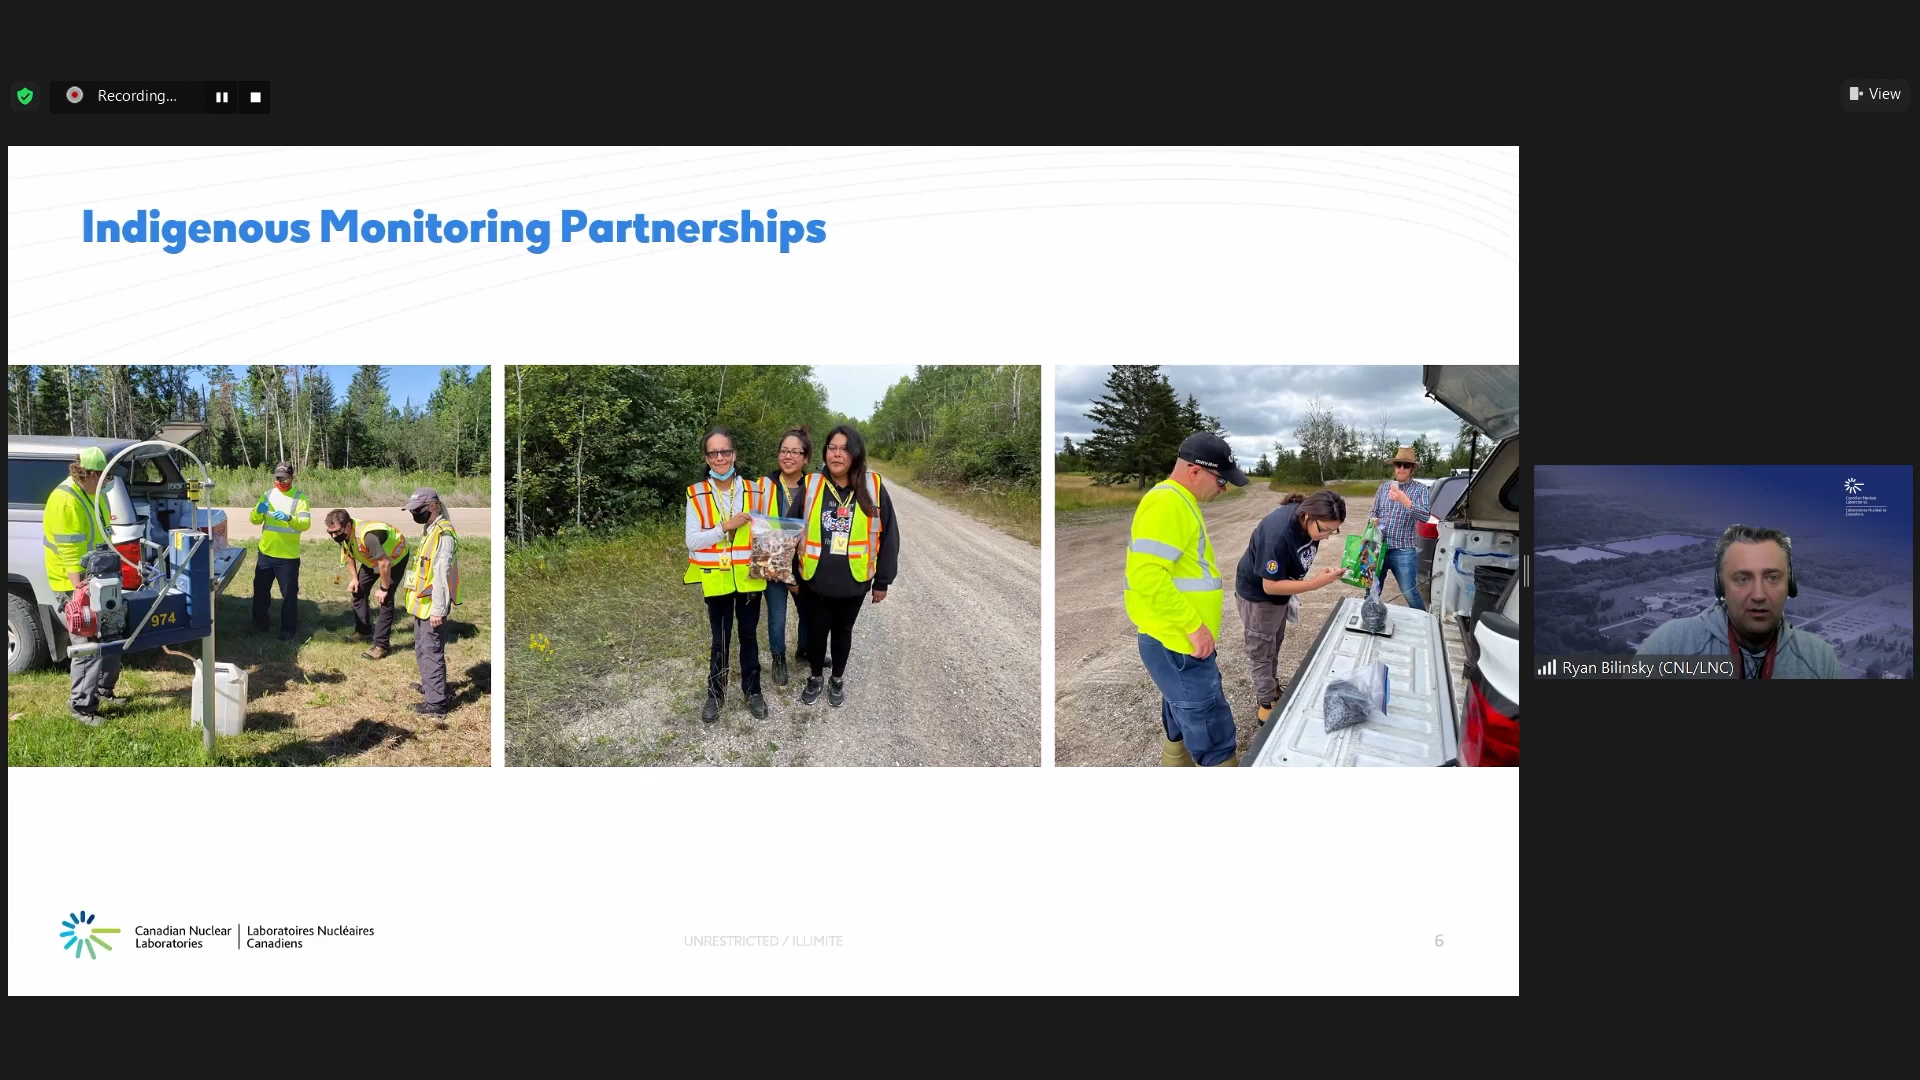 Recording...
View
Indigenous Monitoring Partnerships
974
Ryan Bilinsky (CNL/LNC)
Canadian Nuclear
Laboratories
Laboratoires Nucléaires
Canadiens
UNRESTRICTED / ILLIMITÉ
6